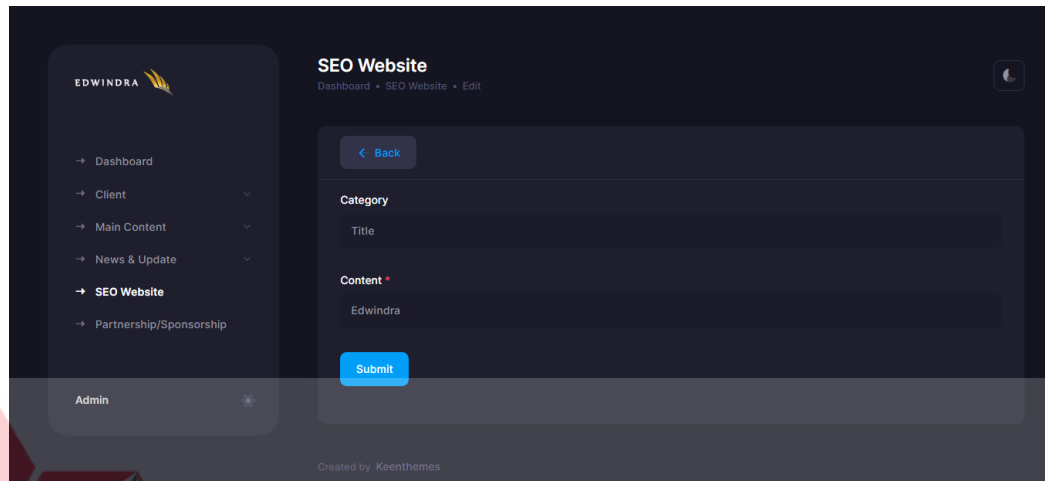 EDWINDRA
SEO Website
Dashboard • SEO Website • Edit
→ Dashboard
→ Client
→ Main Content
→ News & Update
→ SEO Website
→ Partnership/Sponsorship
Admin
← Back
Category
Title
Content *
Edwindra
Submit
Created by Keenthemes